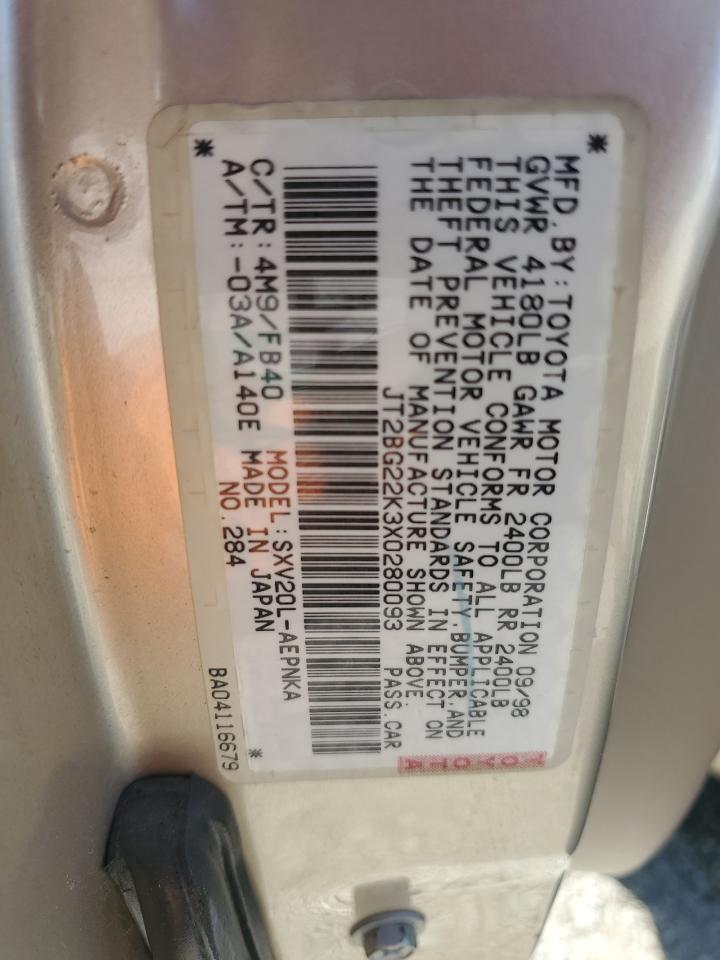 MFD.BY:TOYOTA MOTOR CORPORATION 09/98
GVWR 4180LB GAWR FR 2400LB RR 2400LB
THIS VEHICLE CONFORMS TO ALL APPLICABLE
FEDERAL MOTOR VEHICLE SAFETY,BUMPER,AND
THEFT PREVENTION STANDARDS IN EFFECT ON
THE DATE OF MANUFACTURE SHOWN ABOVE.
JT2BG22K3X0280093 PASS.CAR
C/TR:4M9/FB40 MODEL:SXV20L-AEPNKA
A/TM:-03A/A140E MADE IN JAPAN
NO.284
BA04116679
TOYOTA